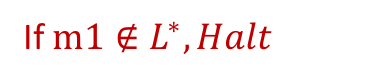 If m1 ∉ L*, Halt